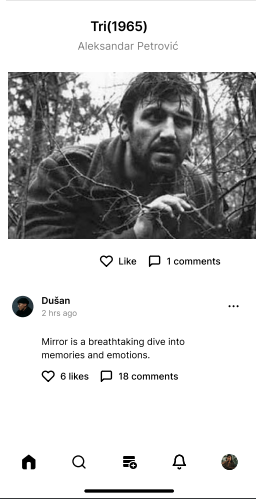 Tri(1965)
Aleksandar Petrović
Like 1 comments
Dušan
2 hrs ago
Mirror is a breathtaking dive into
memories and emotions.
6 likes 18 comments